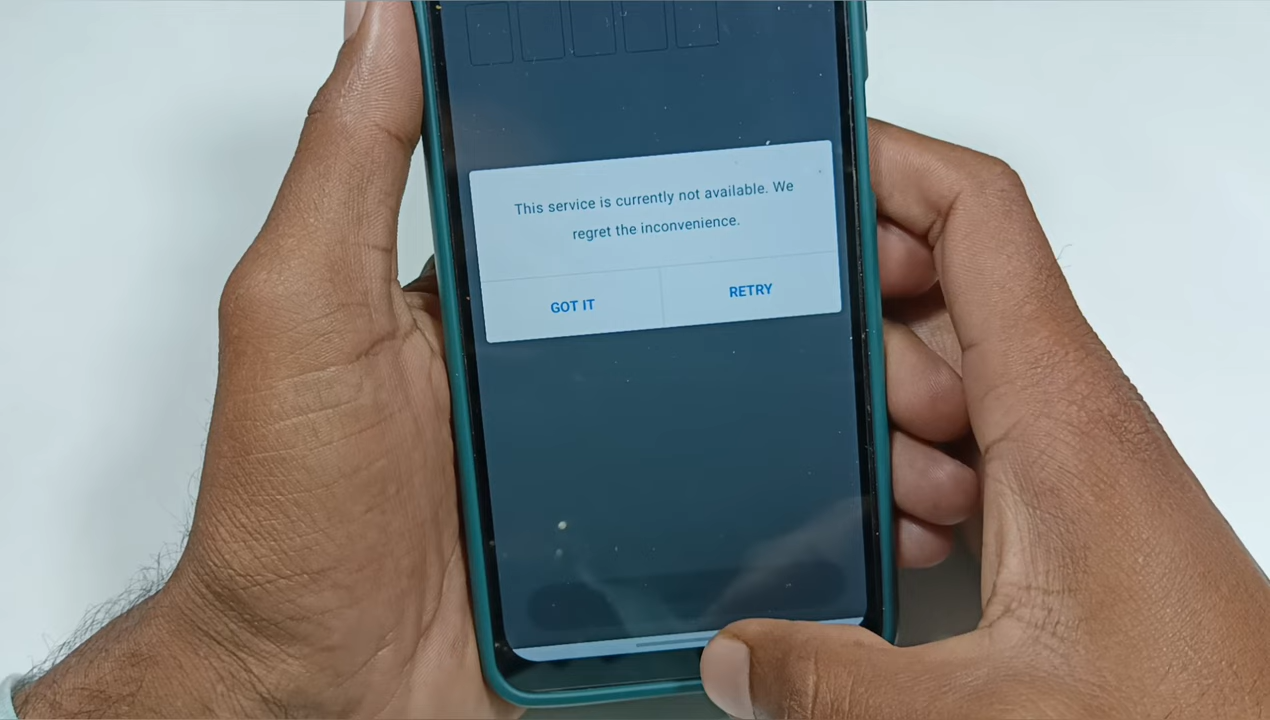 This service is currently not available. We
regret the inconvenience.
GOT IT
RETRY